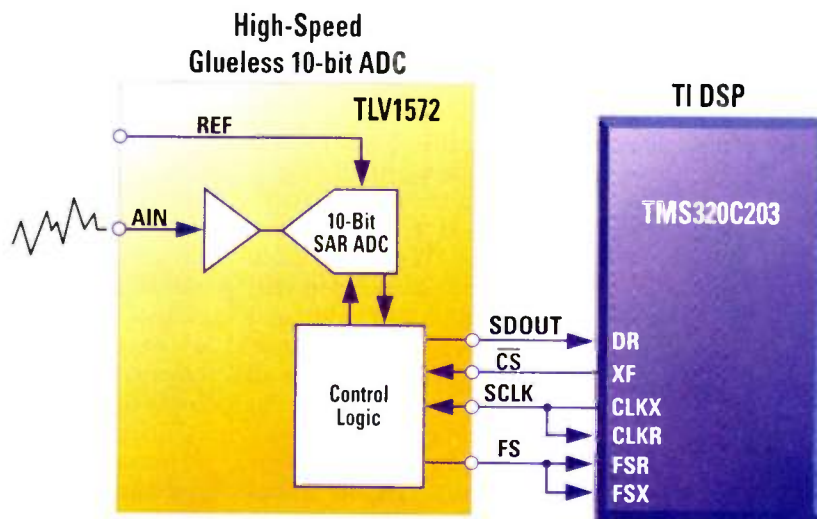 High-Speed
Glueless 10-bit ADC
TLV1572
REF
AIN
10-Bit
SAR ADC
Control
Logic
SDOUT
C̅S̅
SCLK
FS
TI DSP
TMS320C203
DR
XF
CLKX
CLKR
FSR
FSX